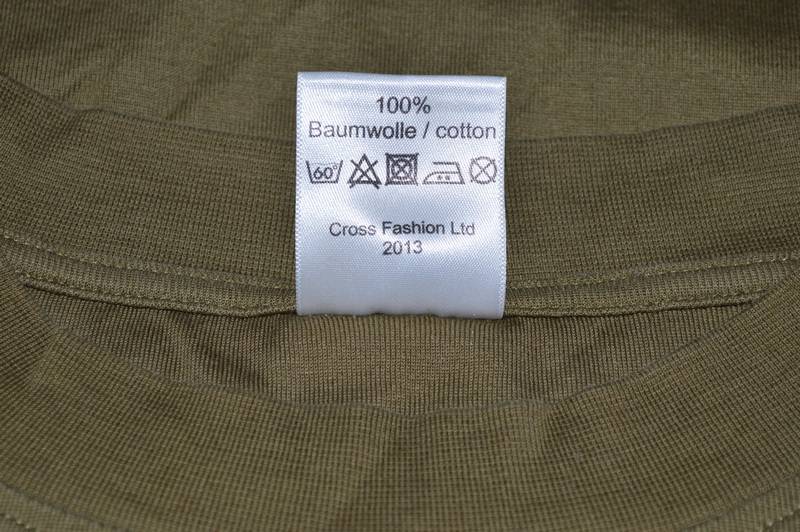 100%
Baumwolle / cotton
60°
Cross Fashion Ltd
2013